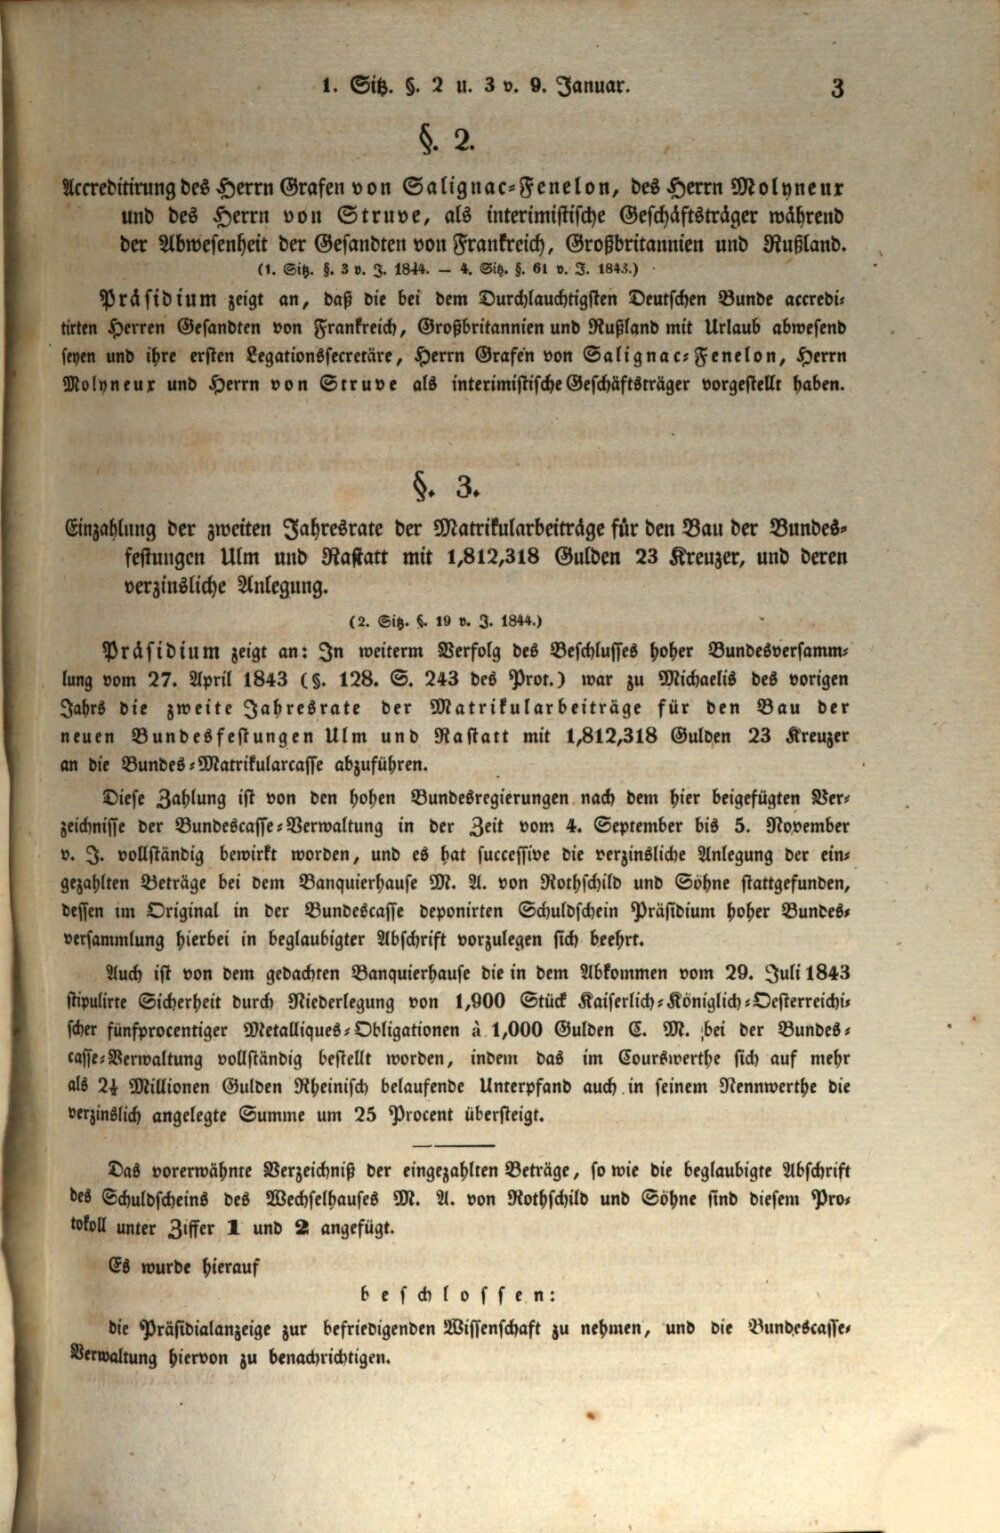 1. Sitz. §. 2 u. 3 v. 9. Januar. 3
§. 2.
Accreditirung des Herrn Grafen von Salignac-Fenelon, des Herrn Molyneux
und des Herrn von Struve, als interimistische Geschäftsträger während
der Abwesenheit der Gesandten von Frankreich, Großbritannien und Rußland.
(1. Sitz. §. 3 v. J. 1844. — 4. Sitz. §. 61 v. J. 1843.)
Präsidium zeigt an, daß die bei dem Durchlauchtigsten Deutschen Bunde accredi-
tirten Herren Gesandten von Frankreich, Großbritannien und Rußland mit Urlaub abwesend
seyen und ihre ersten Legationssecretäre, Herrn Grafen von Salignac-Fenelon, Herrn
Molyneux und Herrn von Struve als interimistische Geschäftsträger vorgestellt haben.
§. 3.
Einzahlung der zweiten Jahresrate der Matrikularbeiträge für den Bau der Bundes-
festungen Ulm und Rastatt mit 1,812,318 Gulden 23 Kreuzer, und deren
verzinsliche Anlegung.
(2. Sitz. §. 19 v. J. 1844.)
Präsidium zeigt an: In weiterm Verfolg des Beschlusses hoher Bundesversamm-
lung vom 27. April 1843 (§. 128. S. 243 des Prot.) war zu Michaelis des vorigen
Jahrs die zweite Jahresrate der Matrikularbeiträge für den Bau der
neuen Bundesfestungen Ulm und Rastatt mit 1,812,318 Gulden 23 Kreuzer
an die Bundes-Matrikularcasse abzuführen.
Diese Zahlung ist von den hohen Bundesregierungen nach dem hier beigefügten Ver-
zeichnisse der Bundescasse-Verwaltung in der Zeit vom 4. September bis 5. November
v. J. vollständig bewirkt worden, und es hat successive die verzinsliche Anlegung der ein-
gezahlten Beträge bei dem Banquierhause M. A. von Rothschild und Söhne stattgefunden,
dessen im Original in der Bundescasse deponirten Schuldschein Präsidium hoher Bundes-
versammlung hierbei in beglaubigter Abschrift vorzulegen sich beehrt.
Auch ist von dem gedachten Banquierhause die in dem Abkommen vom 29. Juli 1843
stipulirte Sicherheit durch Niederlegung von 1,900 Stück Kaiserlich-Königlich-Oesterreichi-
scher fünfprocentiger Metalliques-Obligationen à 1,000 Gulden C. M. bei der Bundes-
casse-Verwaltung vollständig bestellt worden, indem das im Courswerthe sich auf mehr
als 2½ Millionen Gulden Rheinisch belaufende Unterpfand auch in seinem Nennwerthe die
verzinslich angelegte Summe um 25 Procent übersteigt.
Das vorerwähnte Verzeichniß der eingezahlten Beträge, so wie die beglaubigte Abschrift
des Schuldscheins des Wechselhauses M. A. von Rothschild und Söhne sind diesem Pro-
tokoll unter Ziffer 1 und 2 angefügt.
Es wurde hierauf
beschlossen:
die Präsidialanzeige zur befriedigenden Wissenschaft zu nehmen, und die Bundescasse-
Verwaltung hiervon zu benachrichtigen.